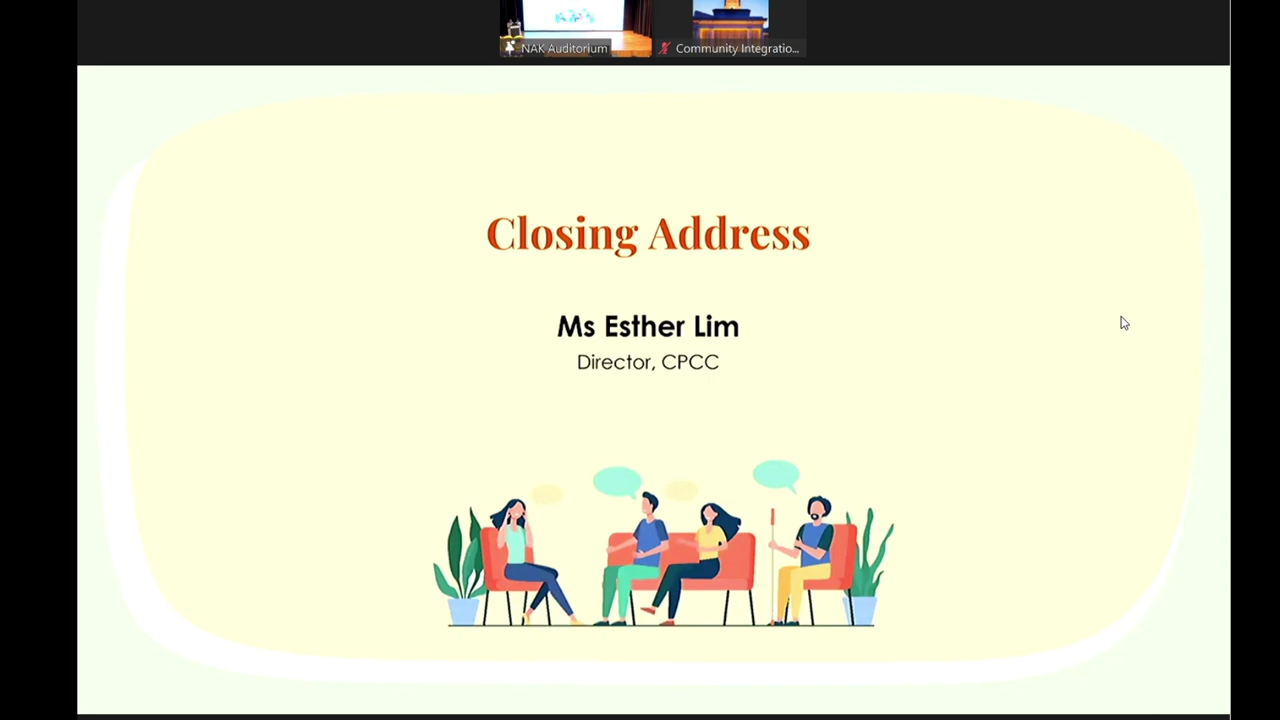 NAK Auditorium
Community Integratio...
Closing Address
Ms Esther Lim
Director, CPCC